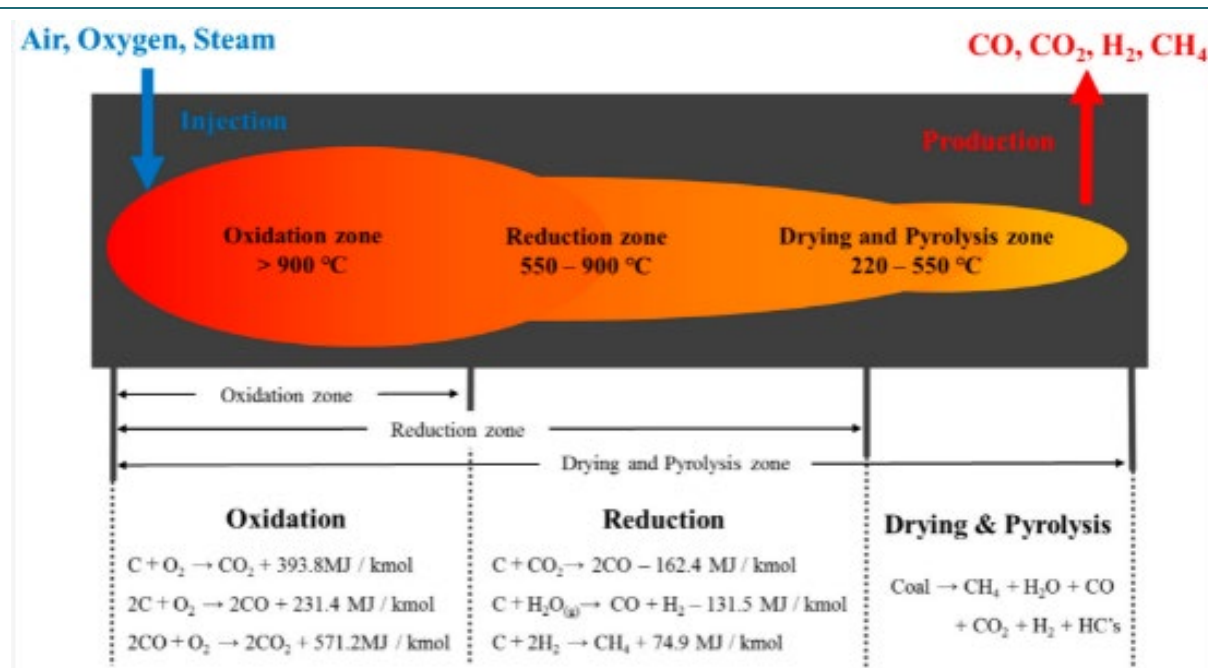 Air, Oxygen, Steam
CO, CO₂, H₂, CH₄
Injection
Production
Oxidation zone
> 900 ℃
Reduction zone
550 – 900 ℃
Drying and Pyrolysis zone
220 – 550 ℃
Oxidation zone
Reduction zone
Drying and Pyrolysis zone
Oxidation
C + O₂ → CO₂ + 393.8MJ / kmol
2C + O₂ → 2CO + 231.4 MJ / kmol
2CO + O₂ → 2CO₂ + 571.2MJ / kmol
Reduction
C + CO₂→ 2CO – 162.4 MJ / kmol
C + H₂O₍g₎→ CO + H₂ – 131.5 MJ / kmol
C + 2H₂ → CH₄ + 74.9 MJ / kmol
Drying & Pyrolysis
Coal → CH₄ + H₂O + CO
+ CO₂ + H₂ + HC's